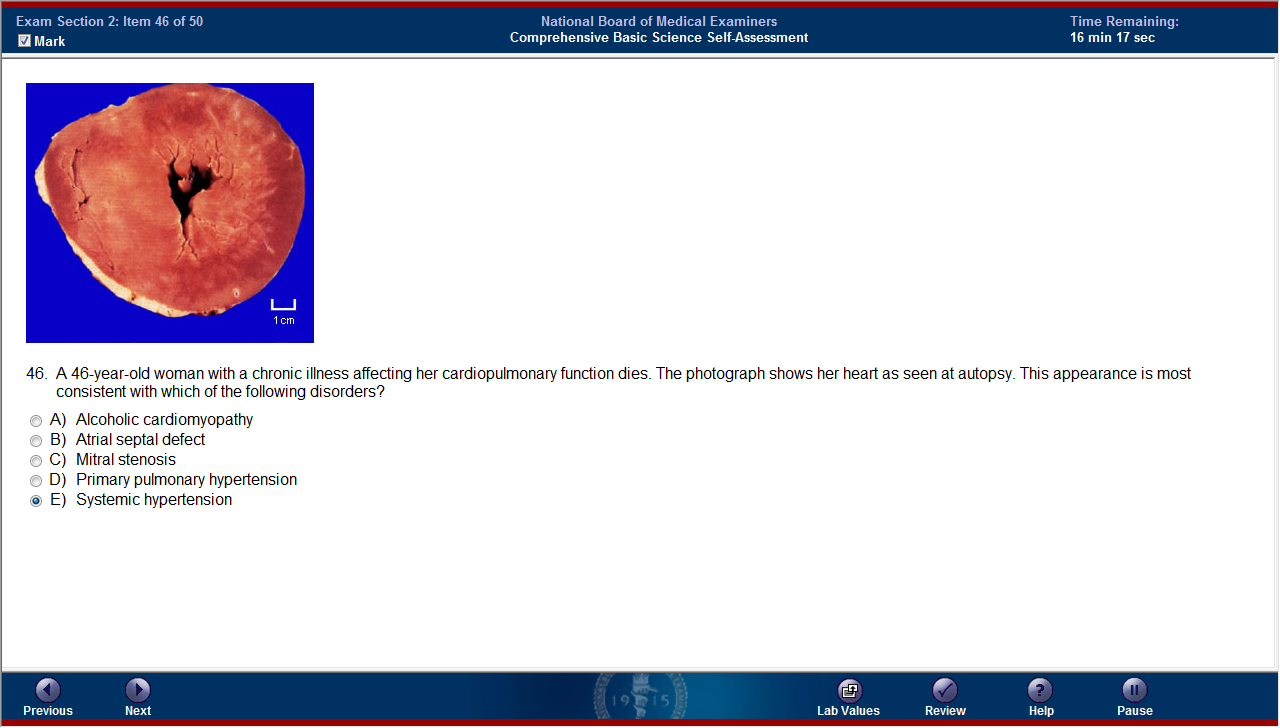 Exam Section 2: Item 46 of 50
National Board of Medical Examiners
Time Remaining:
Mark
Comprehensive Basic Science Self-Assessment
16 min 17 sec
1 cm
46. A 46-year-old woman with a chronic illness affecting her cardiopulmonary function dies. The photograph shows her heart as seen at autopsy. This appearance is most
consistent with which of the following disorders?
A) Alcoholic cardiomyopathy
B) Atrial septal defect
C) Mitral stenosis
D) Primary pulmonary hypertension
E) Systemic hypertension
1915
Previous
Next
Lab Values
Review
Help
Pause